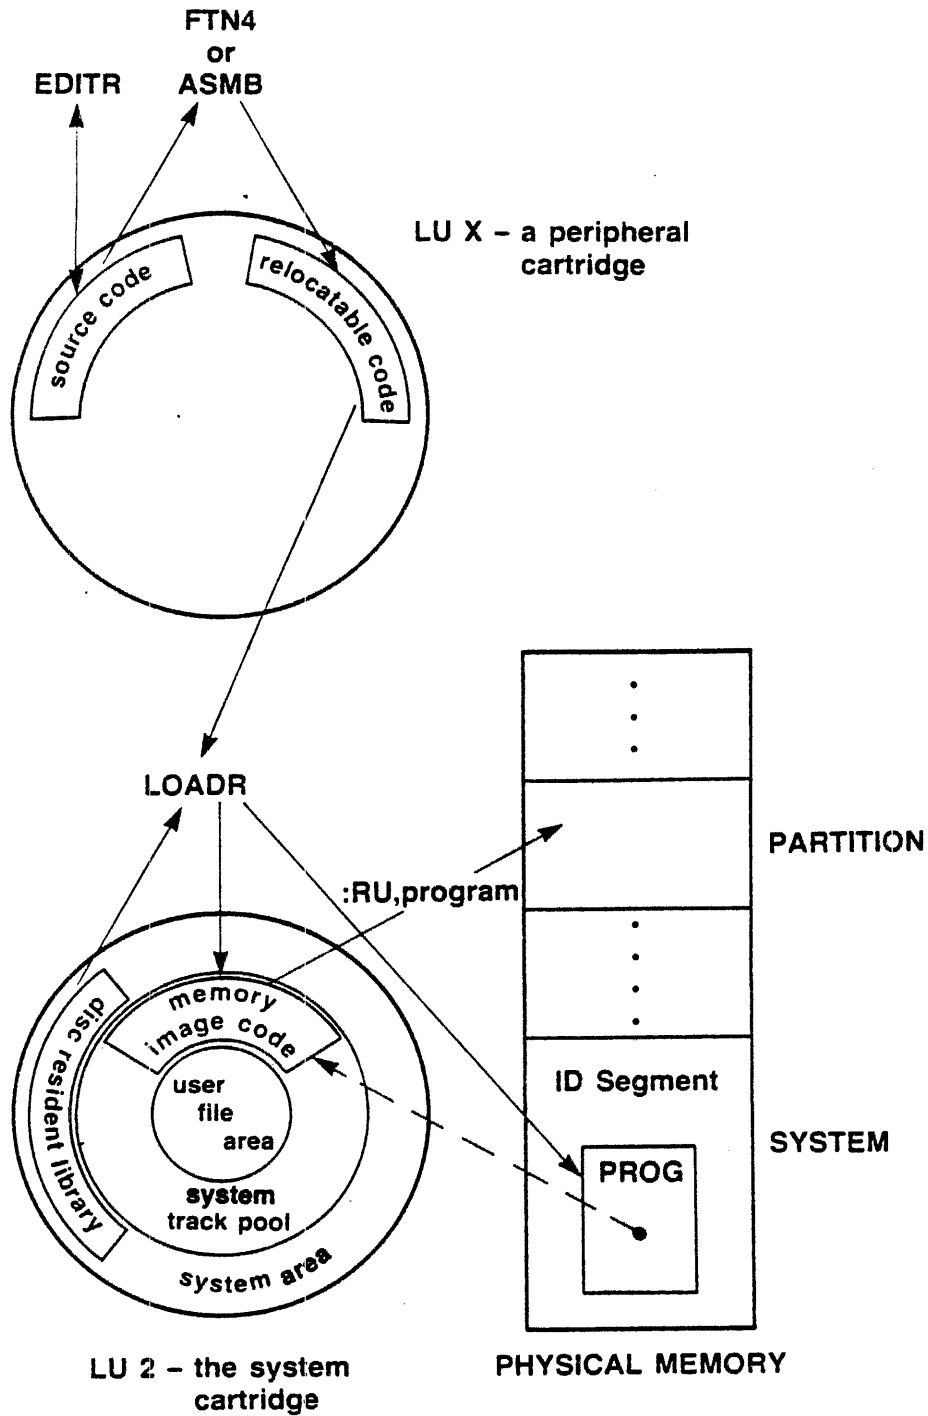 FTN4
or
EDITR
ASMB
LU X – a peripheral
cartridge
source code
relocatable code
LOADR
PARTITION
:RU,program
memory
image code
disc resident library
user
file
area
system
track pool
system area
ID Segment
PROG
SYSTEM
LU 2 – the system
cartridge
PHYSICAL MEMORY